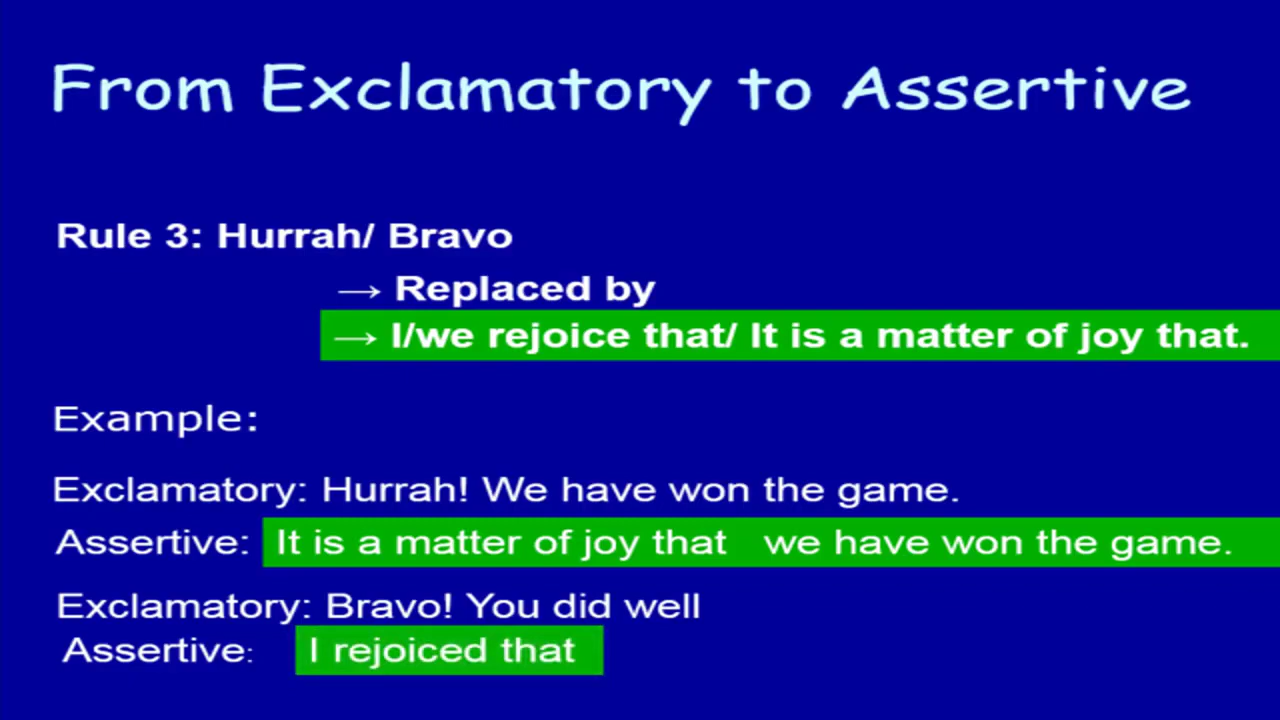 From Exclamatory to Assertive
Rule 3: Hurrah/ Bravo
→ Replaced by
→ I/we rejoice that/ It is a matter of joy that.
Example:
Exclamatory: Hurrah! We have won the game.
Assertive: It is a matter of joy that we have won the game.
Exclamatory: Bravo! You did well
Assertive: I rejoiced that